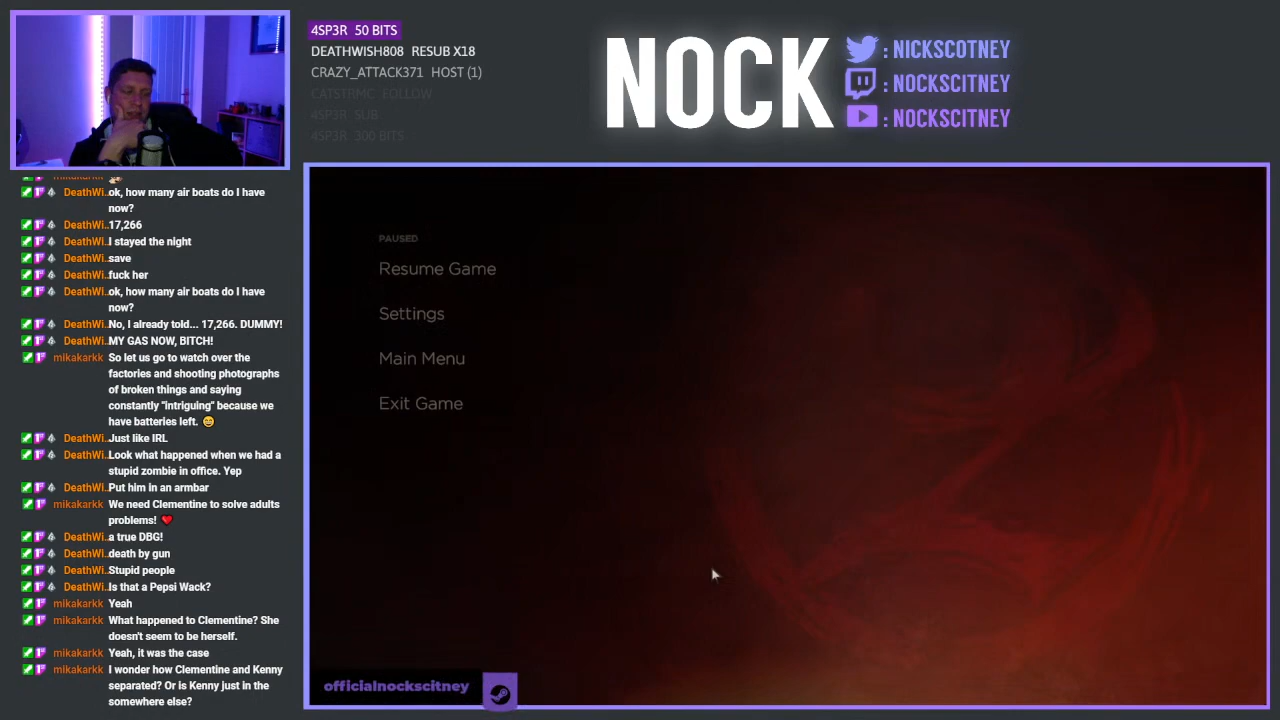 4SP3R 50 BITS
DEATHWISH808 RESUB X18
CRAZY_ATTACK371 HOST (1)
CATSTRMC FOLLOW
4SP3R SUB
4SP3R 300 BITS
NOCK
: NICKSCOTNEY
: NOCKSCITNEY
: NOCKSCITNEY
mikakarkk
DeathWi.. ok, how many air boats do I have
now?
DeathWi.. 17,266
DeathWi.. I stayed the night
DeathWi.. save
DeathWi.. fuck her
DeathWi.. ok, how many air boats do I have
now?
DeathWi.. No, I already told... 17,266. DUMMY!
DeathWi.. MY GAS NOW, BITCH!
mikakarkk So let us go to watch over the
factories and shooting photographs
of broken things and saying
constantly "intriguing" because we
have batteries left. 😄
DeathWi.. Just like IRL
DeathWi.. Look what happened when we had a
stupid zombie in office. Yep
DeathWi.. Put him in an armbar
mikakarkk We need Clementine to solve adults
problems! ❤
DeathWi.. a true DBG!
DeathWi.. death by gun
DeathWi.. Stupid people
DeathWi.. Is that a Pepsi Wack?
mikakarkk Yeah
mikakarkk What happened to Clementine? She
doesn't seem to be herself.
mikakarkk Yeah, it was the case
mikakarkk I wonder how Clementine and Kenny
separated? Or is Kenny just in the
somewhere else?
PAUSED
Resume Game
Settings
Main Menu
Exit Game
officialnockscitney